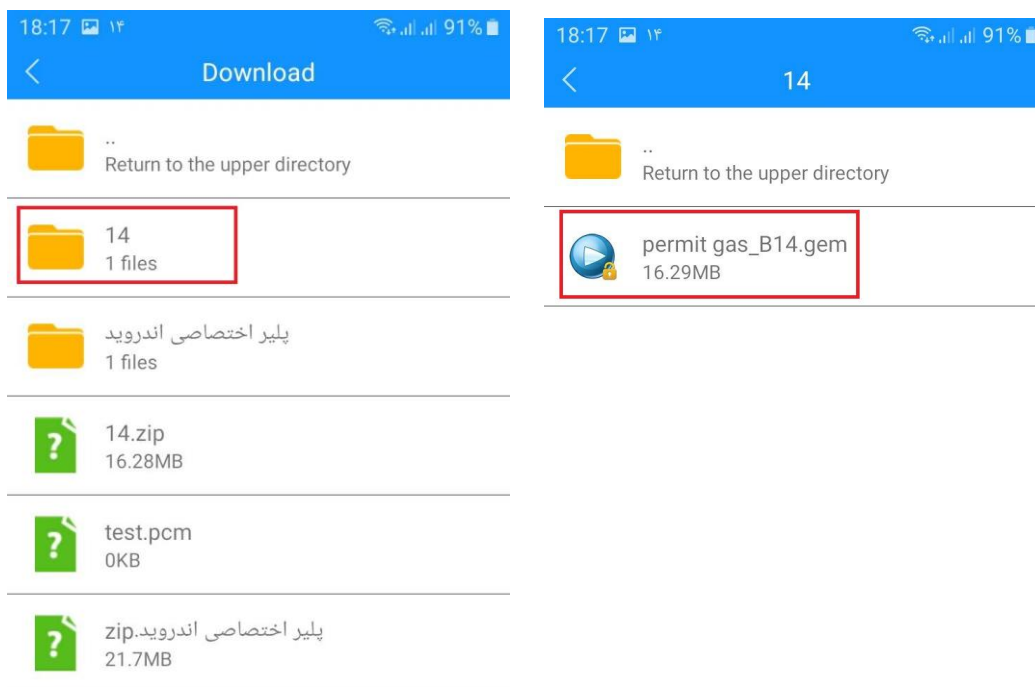 18:17 ۱۴ 91%
Download
..
Return to the upper directory
14
1 files
پلیر اختصاصی اندروید
1 files
14.zip
16.28MB
test.pcm
0KB
پلیر اختصاصی اندروید.zip
21.7MB
18:17 ۱۴ 91%
14
..
Return to the upper directory
permit gas_B14.gem
16.29MB